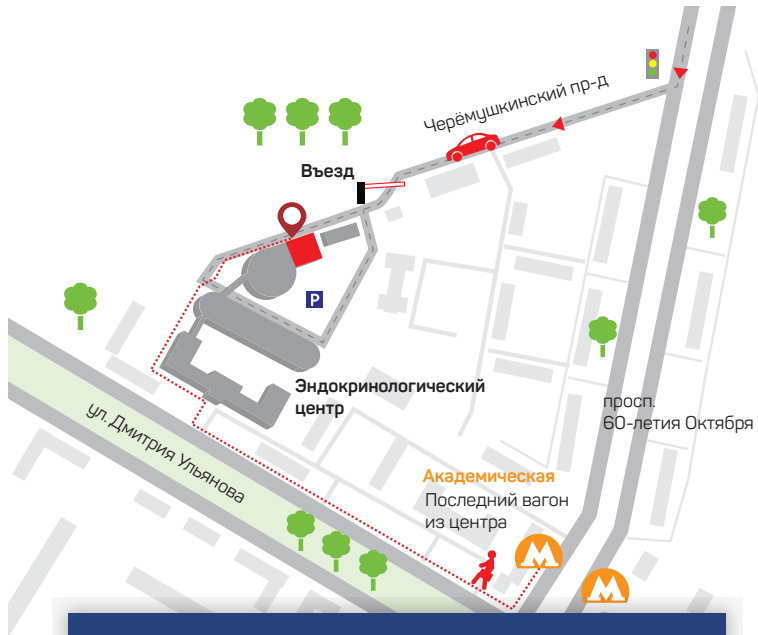 Черёмушкинский пр-д
Въезд
P
Эндокринологический
центр
просп.
60-летия Октября
ул. Дмитрия Ульянова
Академическая
Последний вагон
из центра